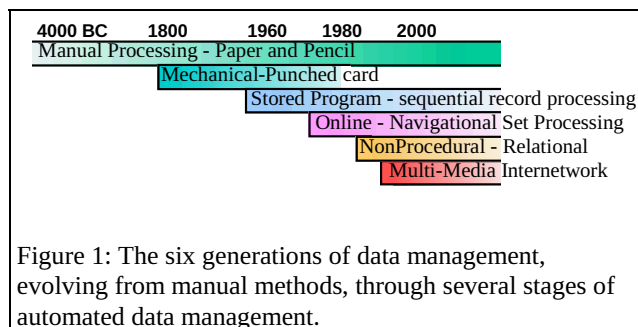 4000 BC 1800 1960 1980 2000
Manual Processing - Paper and Pencil
Mechanical-Punched card
Stored Program - sequential record processing
Online - Navigational Set Processing
NonProcedural - Relational
Multi-Media Internetwork
Figure 1: The six generations of data management,
evolving from manual methods, through several stages of
automated data management.